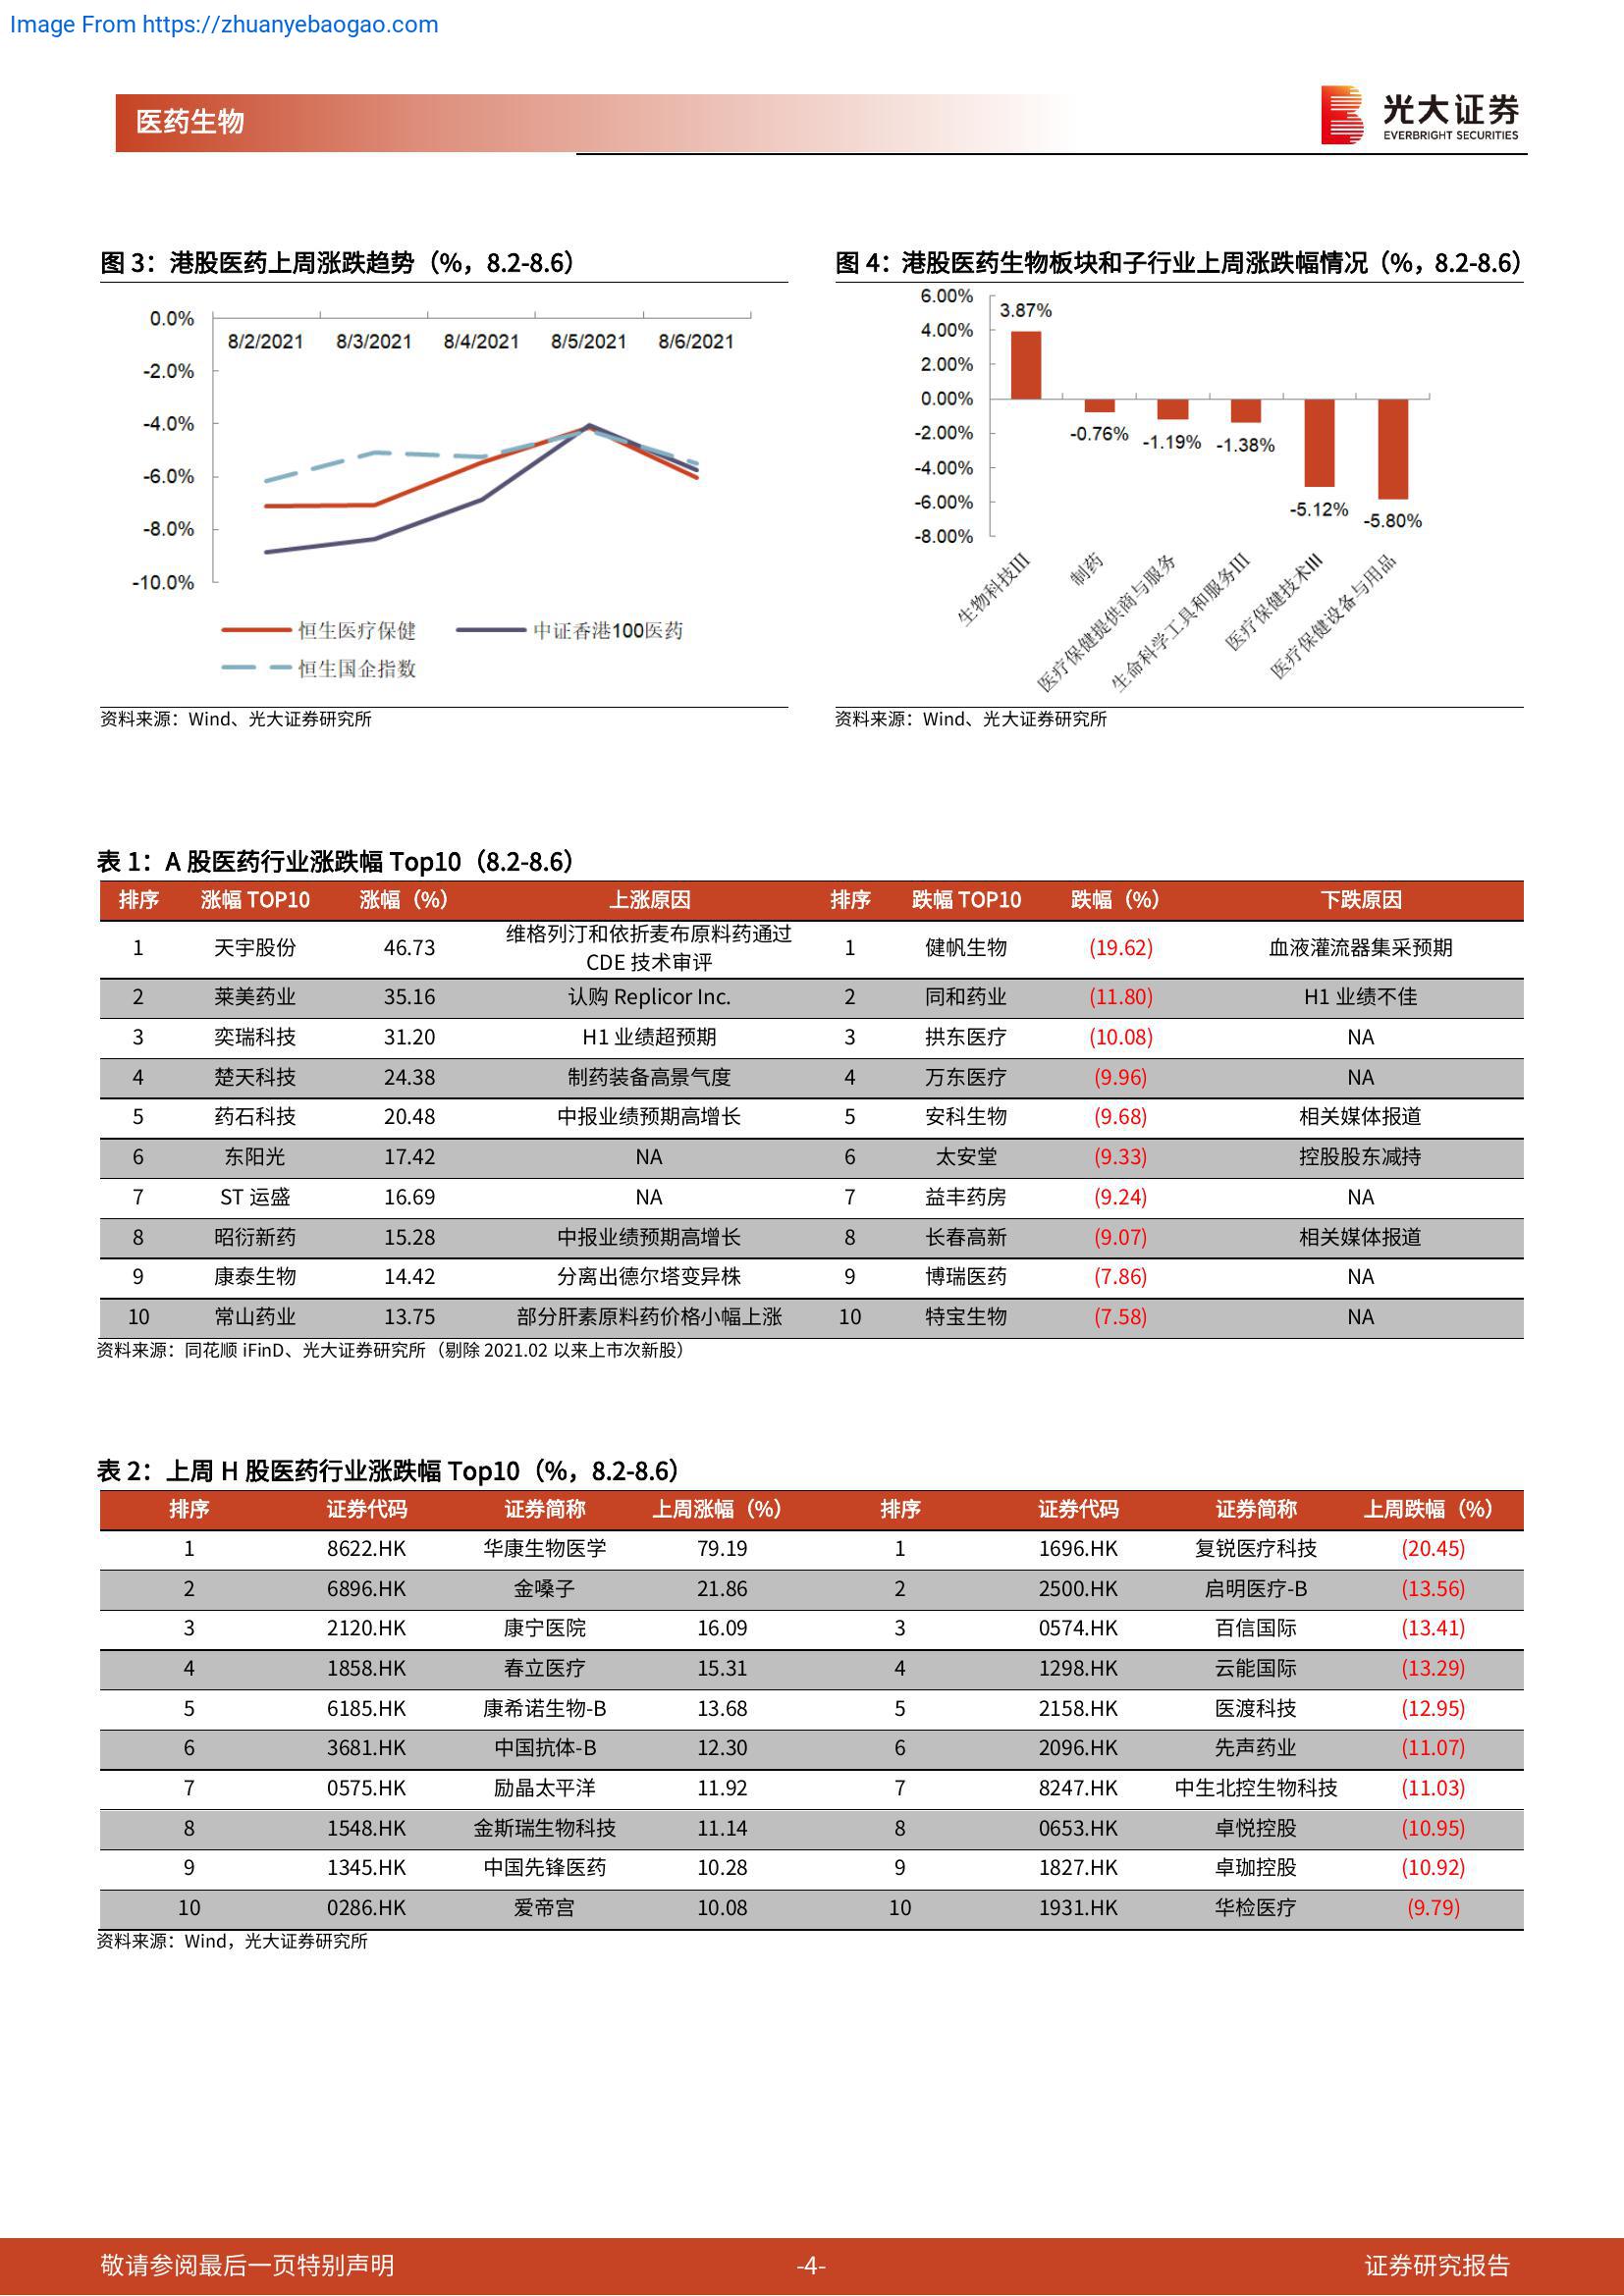 Image From https://zhuanyebaogao.com
医药生物
光大证券
EVERBRIGHT SECURITIES
图 3：港股医药上周涨跌趋势（%，8.2-8.6）
0.0%
8/2/2021 8/3/2021 8/4/2021 8/5/2021 8/6/2021
-2.0%
-4.0%
-6.0%
-8.0%
-10.0%
恒生医疗保健 中证香港100医药
恒生国企指数
资料来源：Wind、光大证券研究所
图 4：港股医药生物板块和子行业上周涨跌幅情况（%，8.2-8.6）
6.00%
4.00%
2.00%
0.00%
-2.00%
-4.00%
-6.00%
-8.00%
3.87%
-0.76%
-1.19%
-1.38%
-5.12%
-5.80%
生物科技III
制药
医疗保健提供商与服务
生命科学工具和服务III
医疗保健技术III
医疗保健设备与用品
资料来源：Wind、光大证券研究所
表 1：A 股医药行业涨跌幅 Top10（8.2-8.6）
排序 涨幅 TOP10 涨幅（%） 上涨原因 排序 跌幅 TOP10 跌幅（%） 下跌原因
1 天宇股份 46.73 维格列汀和依折麦布原料药通过 CDE 技术审评 1 健帆生物 (19.62) 血液灌流器集采预期
2 莱美药业 35.16 认购 Replicor Inc. 2 同和药业 (11.80) H1 业绩不佳
3 奕瑞科技 31.20 H1 业绩超预期 3 拱东医疗 (10.08) NA
4 楚天科技 24.38 制药装备高景气度 4 万东医疗 (9.96) NA
5 药石科技 20.48 中报业绩预期高增长 5 安科生物 (9.68) 相关媒体报道
6 东阳光 17.42 NA 6 太安堂 (9.33) 控股股东减持
7 ST 运盛 16.69 NA 7 益丰药房 (9.24) NA
8 昭衍新药 15.28 中报业绩预期高增长 8 长春高新 (9.07) 相关媒体报道
9 康泰生物 14.42 分离出德尔塔变异株 9 博瑞医药 (7.86) NA
10 常山药业 13.75 部分肝素原料药价格小幅上涨 10 特宝生物 (7.58) NA
资料来源：同花顺 iFinD、光大证券研究所（剔除 2021.02 以来上市次新股）
表 2：上周 H 股医药行业涨跌幅 Top10（%，8.2-8.6）
排序 证券代码 证券简称 上周涨幅（%） 排序 证券代码 证券简称 上周跌幅（%）
1 8622.HK 华康生物医学 79.19 1 1696.HK 复锐医疗科技 (20.45)
2 6896.HK 金嗓子 21.86 2 2500.HK 启明医疗-B (13.56)
3 2120.HK 康宁医院 16.09 3 0574.HK 百信国际 (13.41)
4 1858.HK 春立医疗 15.31 4 1298.HK 云能国际 (13.29)
5 6185.HK 康希诺生物-B 13.68 5 2158.HK 医渡科技 (12.95)
6 3681.HK 中国抗体-B 12.30 6 2096.HK 先声药业 (11.07)
7 0575.HK 励晶太平洋 11.92 7 8247.HK 中生北控生物科技 (11.03)
8 1548.HK 金斯瑞生物科技 11.14 8 0653.HK 卓悦控股 (10.95)
9 1345.HK 中国先锋医药 10.28 9 1827.HK 卓珈控股 (10.92)
10 0286.HK 爱帝宫 10.08 10 1931.HK 华检医疗 (9.79)
资料来源：Wind，光大证券研究所
敬请参阅最后一页特别声明 -4- 证券研究报告